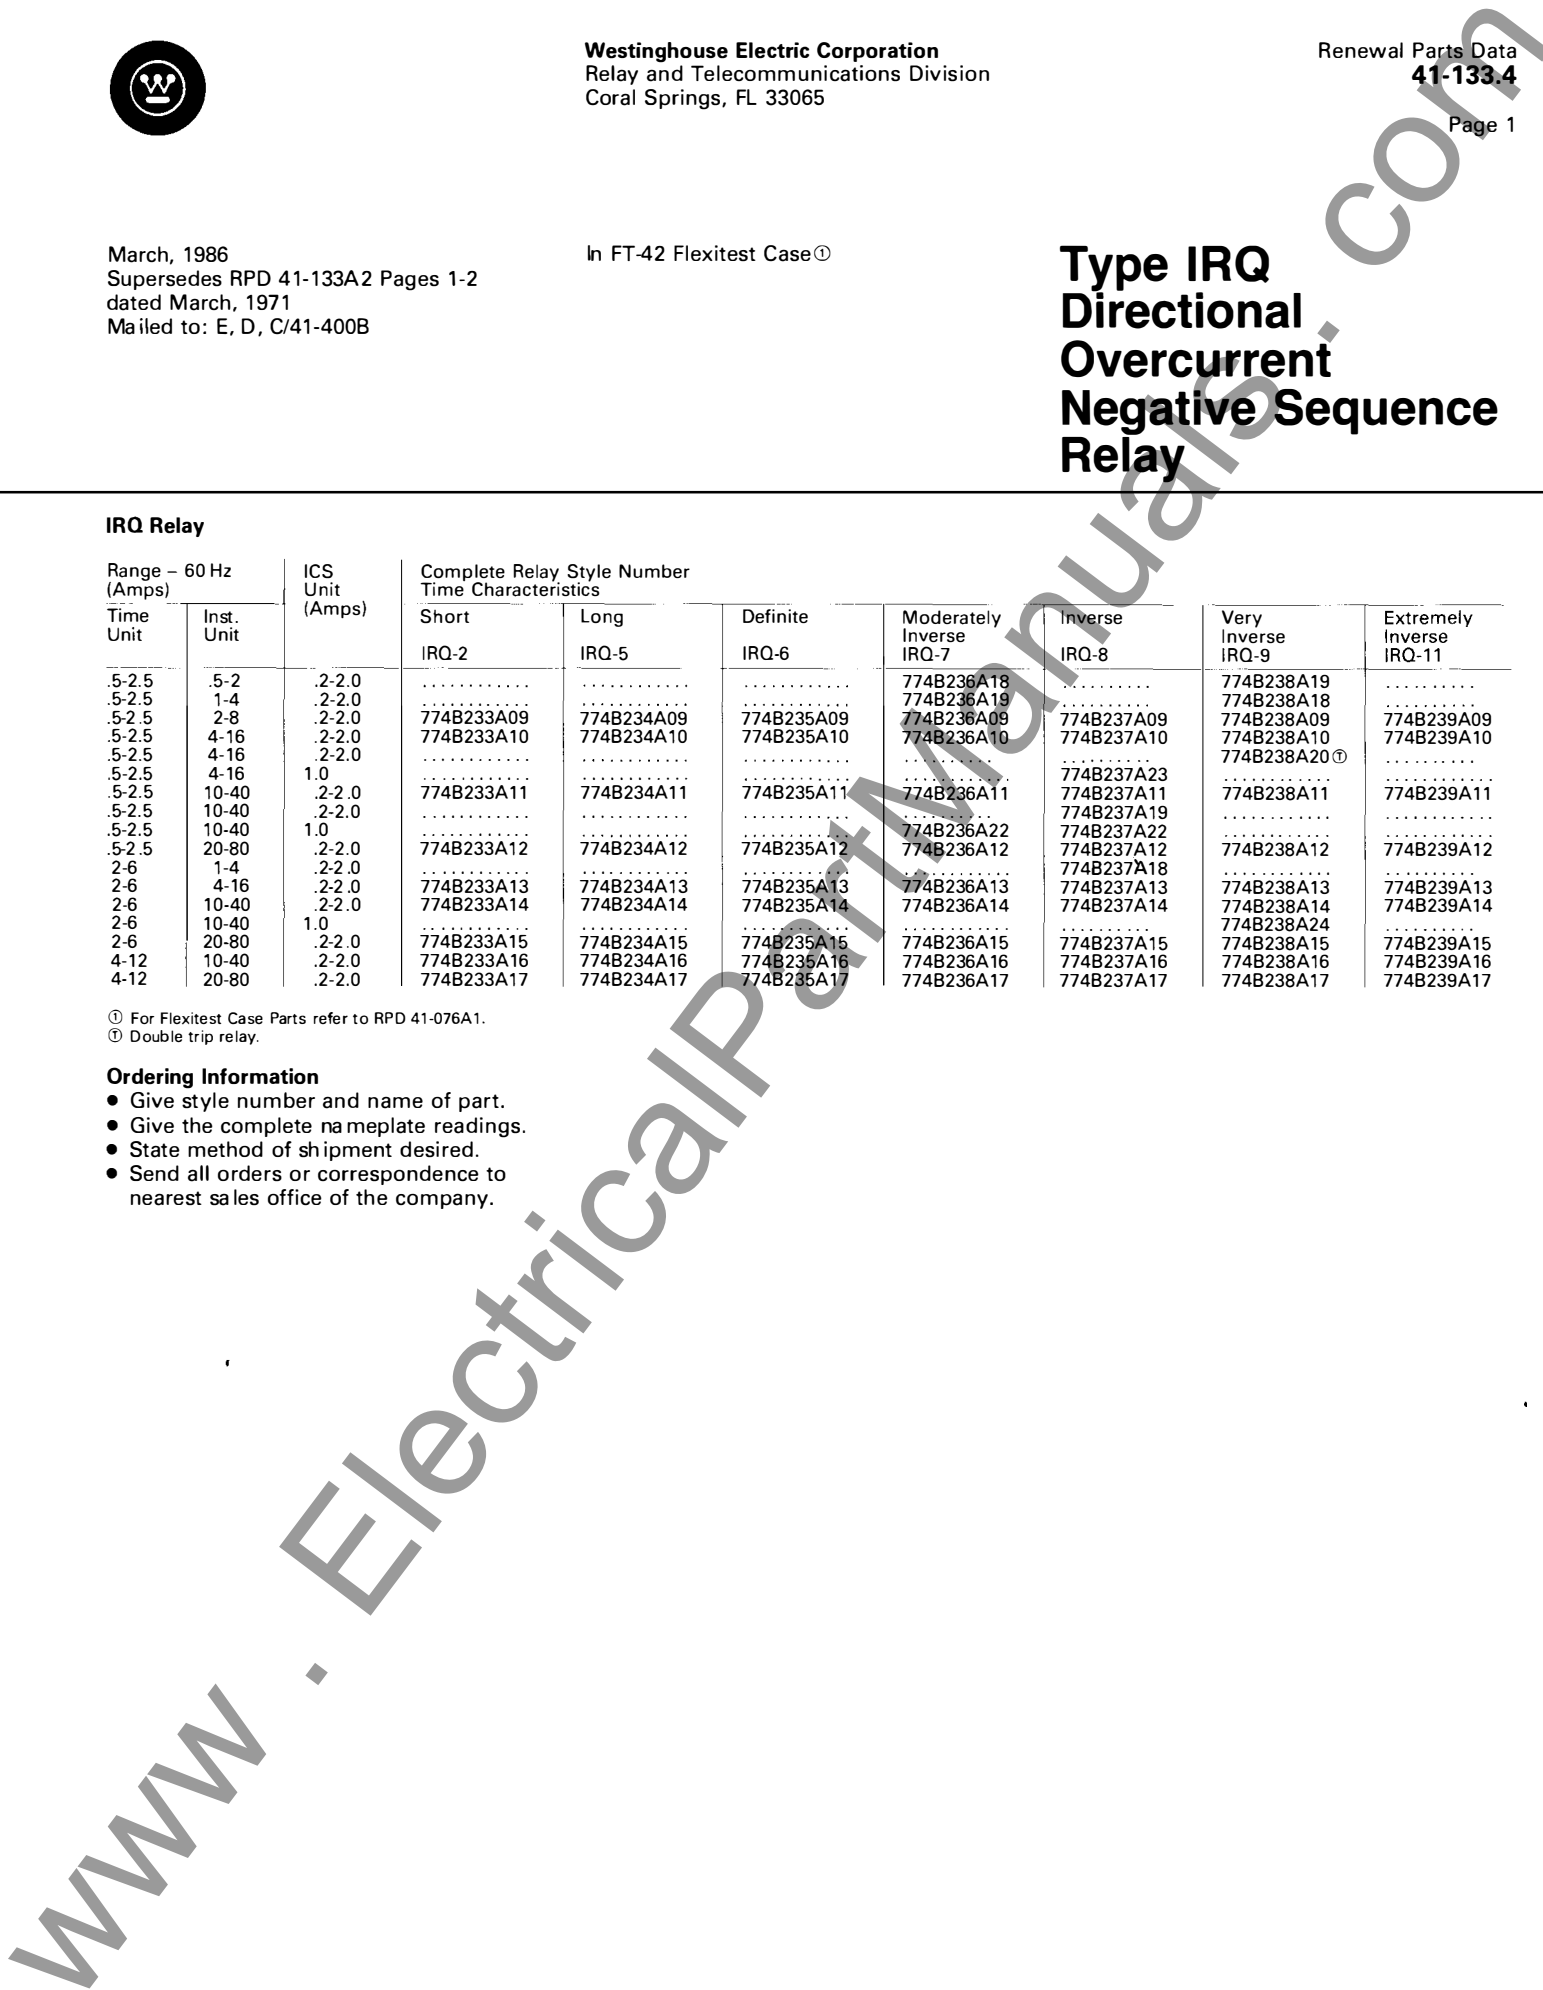 Westinghouse Electric Corporation
Relay and Telecommunications Division
Coral Springs, FL 33065
Renewal Parts Data
41-133.4
Page 1
March, 1986
Supersedes RPD 41-133A2 Pages 1-2
dated March, 1971
Mailed to: E, D, C/41-400B
In FT-42 Flexitest Case①
Type IRQ
Directional
Overcurrent
Negative Sequence
Relay
IRQ Relay
Range – 60 Hz
(Amps)
ICS
Unit
(Amps)
Complete Relay Style Number
Time Characteristics
Time
Unit
Inst.
Unit
Short
IRQ-2
Long
IRQ-5
Definite
IRQ-6
Moderately
Inverse
IRQ-7
Inverse
IRQ-8
Very
Inverse
IRQ-9
Extremely
Inverse
IRQ-11
.5-2.5 .5-2 .2-2.0 ............ ............ ............ 774B236A18 .......... 774B238A19 ..........
.5-2.5 1-4 .2-2.0 ............ ............ ............ 774B236A19 .......... 774B238A18 ..........
.5-2.5 2-8 .2-2.0 774B233A09 774B234A09 774B235A09 774B236A09 774B237A09 774B238A09 774B239A09
.5-2.5 4-16 .2-2.0 774B233A10 774B234A10 774B235A10 774B236A10 774B237A10 774B238A10 774B239A10
.5-2.5 4-16 .2-2.0 ............ ............ ............ .......... .......... 774B238A20Ⓣ ..........
.5-2.5 4-16 1.0 ............ ............ ............ ............ 774B237A23 ............ ............
.5-2.5 10-40 .2-2.0 774B233A11 774B234A11 774B235A11 774B236A11 774B237A11 774B238A11 774B239A11
.5-2.5 10-40 .2-2.0 ............ ............ ............ .......... 774B237A19 ............ ............
.5-2.5 10-40 1.0 ............ ............ ............ 774B236A22 774B237A22 ............ ............
.5-2.5 20-80 .2-2.0 774B233A12 774B234A12 774B235A12 774B236A12 774B237A12 774B238A12 774B239A12
2-6 1-4 .2-2.0 ............ ............ ............ .......... 774B237A18 ............ ..........
2-6 4-16 .2-2.0 774B233A13 774B234A13 774B235A13 774B236A13 774B237A13 774B238A13 774B239A13
2-6 10-40 .2-2.0 774B233A14 774B234A14 774B235A14 774B236A14 774B237A14 774B238A14 774B239A14
2-6 10-40 1.0 ............ ............ ............ ............ .......... 774B238A24 ..........
2-6 20-80 .2-2.0 774B233A15 774B234A15 774B235A15 774B236A15 774B237A15 774B238A15 774B239A15
4-12 10-40 .2-2.0 774B233A16 774B234A16 774B235A16 774B236A16 774B237A16 774B238A16 774B239A16
4-12 20-80 .2-2.0 774B233A17 774B234A17 774B235A17 774B236A17 774B237A17 774B238A17 774B239A17
① For Flexitest Case Parts refer to RPD 41-076A1.
Ⓣ Double trip relay.
Ordering Information
● Give style number and name of part.
● Give the complete nameplate readings.
● State method of shipment desired.
● Send all orders or correspondence to
nearest sales office of the company.
www . ElectricalPartManuals . com